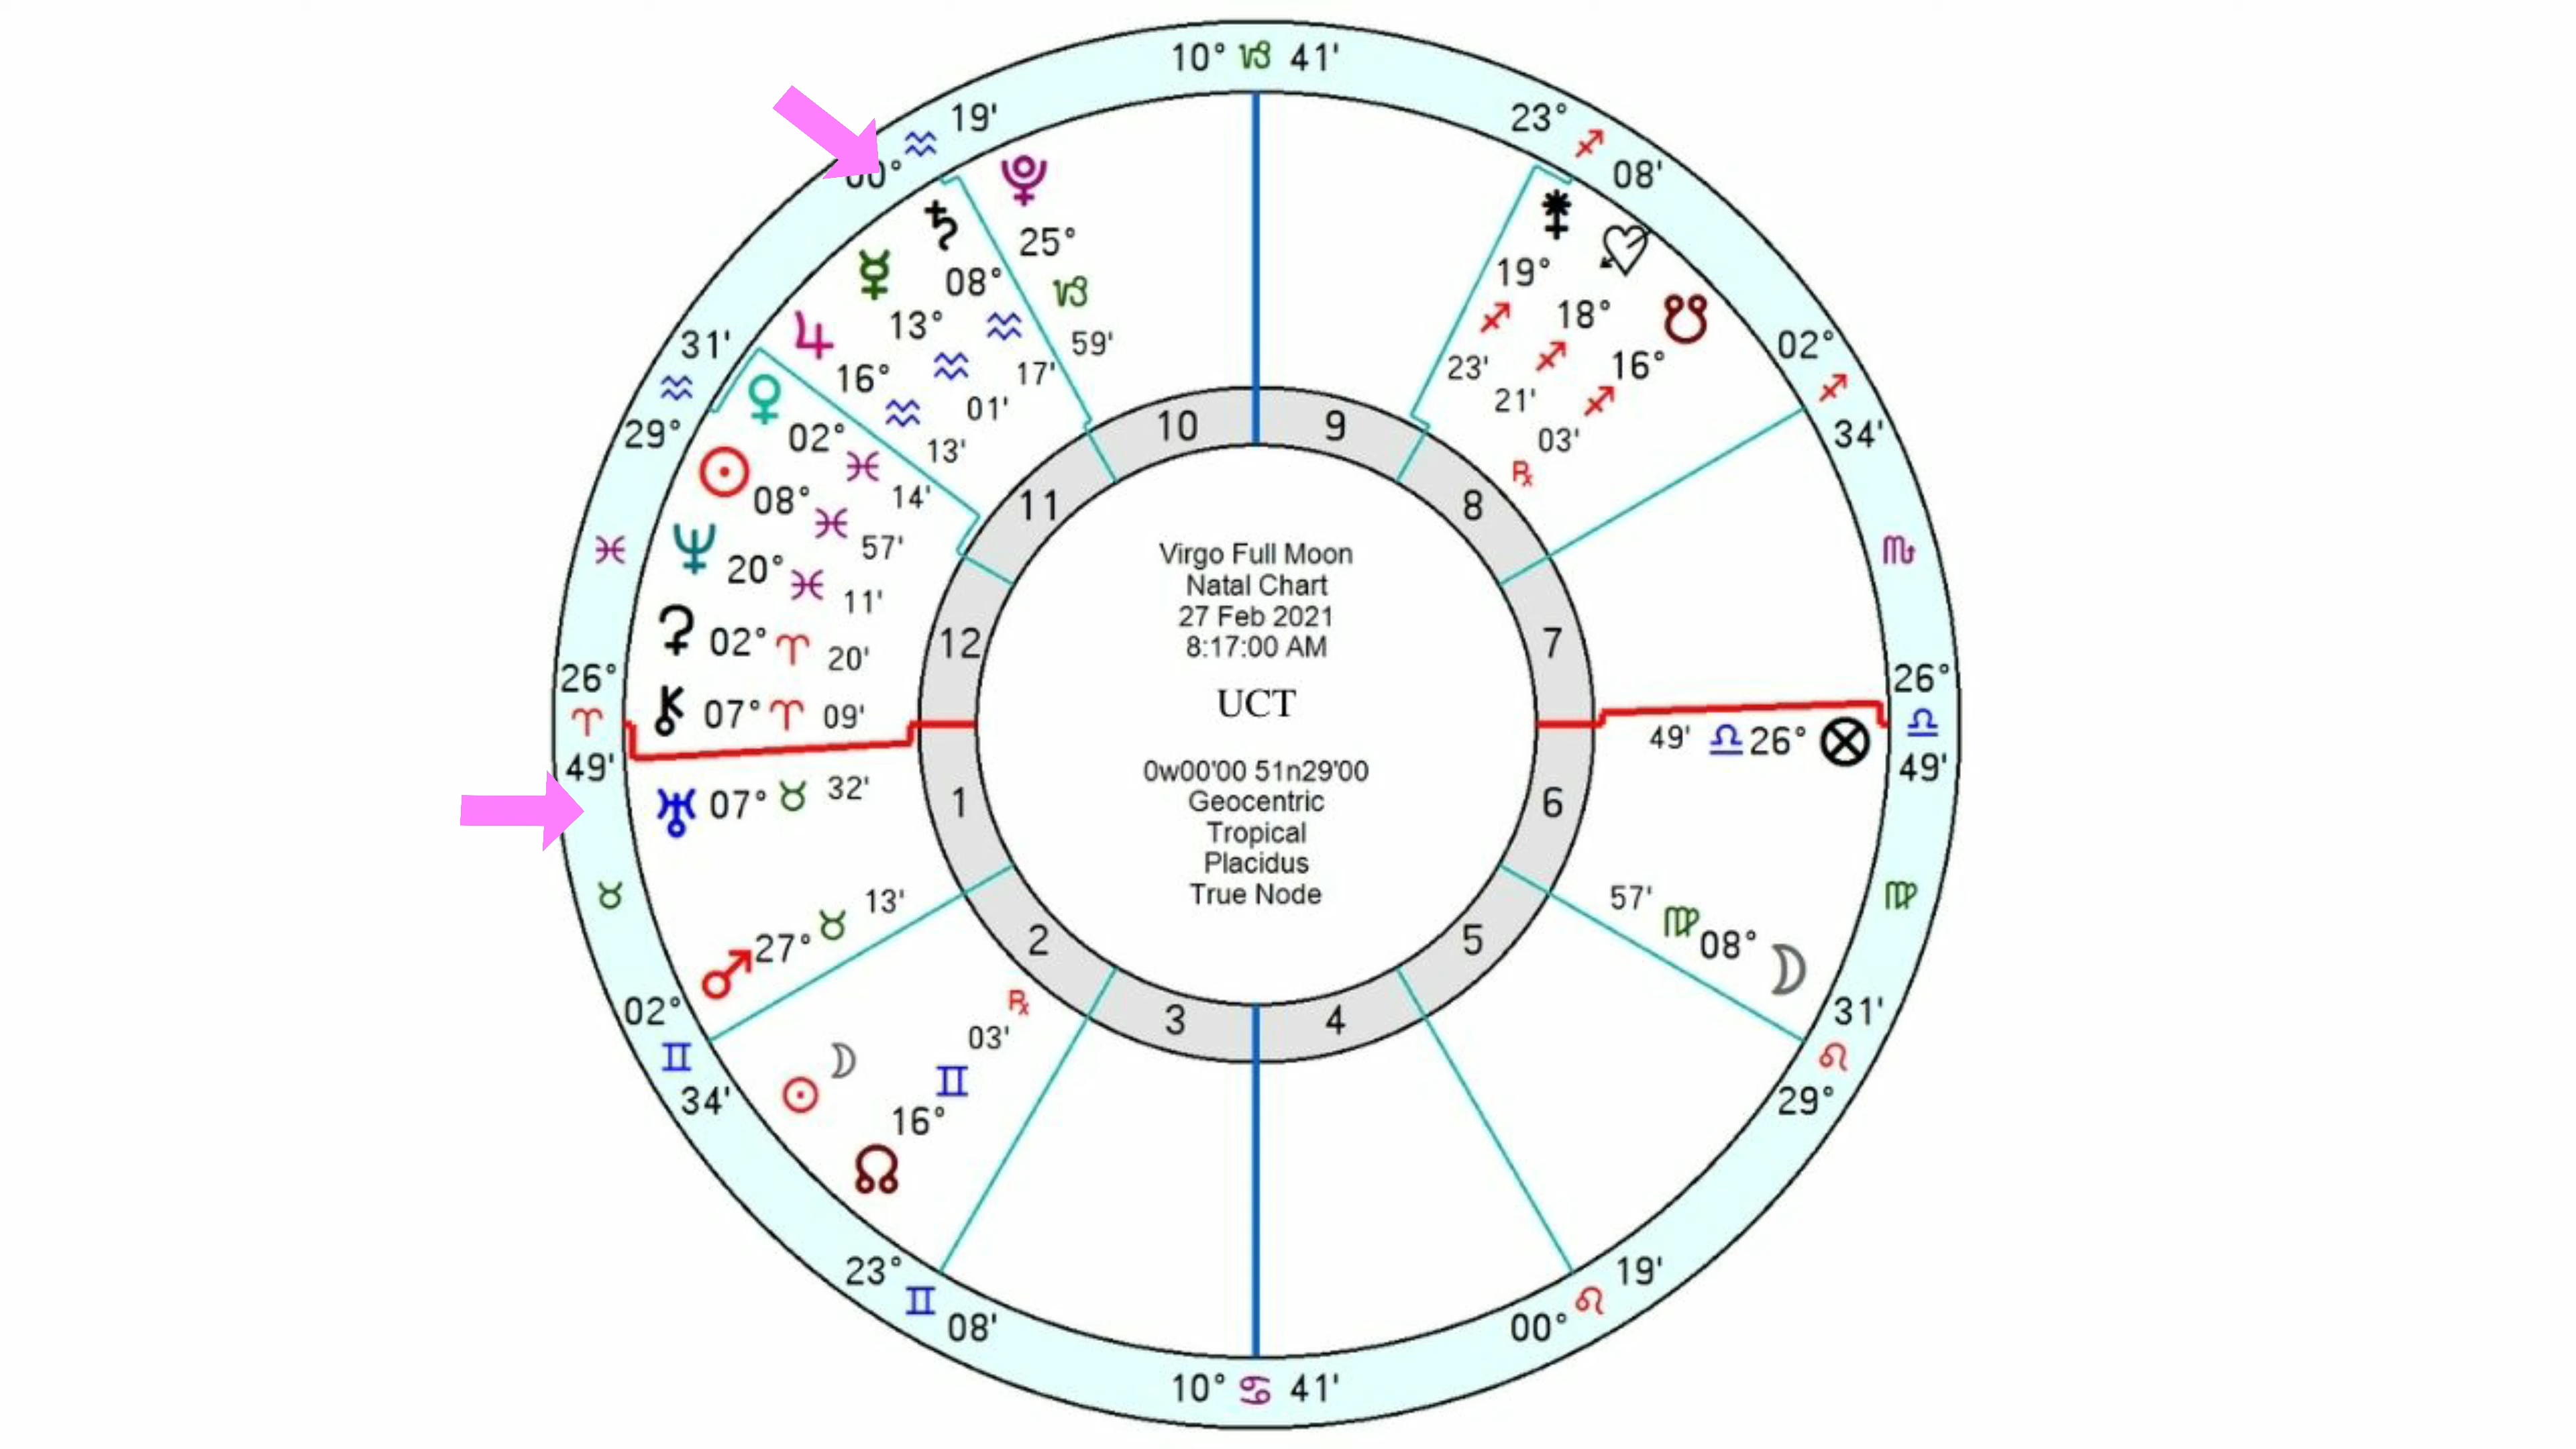 10° ♑ 41'
23° ♐ 08'
02° ♐ 34'
♏
26° ♎ 49'
♍
31' ♌ 29°
19' ♌ 00°
10° ♋ 41'
23° ♊ 08'
02° ♊ 34'
♉
26° ♈ 49'
♓
31' ♒ 29°
19' ♒ 00°
♇ 25° ♑ 59'
♄ 08° ♒ 17'
☿ 13° ♒ 01'
♃ 16° ♒ 13'
♀ 02° ♓ 14'
☉ 08° ♓ 57'
♆ 20° ♓ 11'
⚳ 02° ♈ 20'
⚷ 07° ♈ 09'
♅ 07° ♉ 32'
♂ 27° ♉ 13'
☉ ☽
☊ 16° ♊ 03' ℞
19° ♐ 23'
18° ♐ 21'
☋ 16° ♐ 03' ℞
49' ♎ 26° ⊗
57' ♍ 08° ☽
10
9
11
8
12
7
1
6
2
5
3
4
Virgo Full Moon
Natal Chart
27 Feb 2021
8:17:00 AM
UCT
0w00'00 51n29'00
Geocentric
Tropical
Placidus
True Node